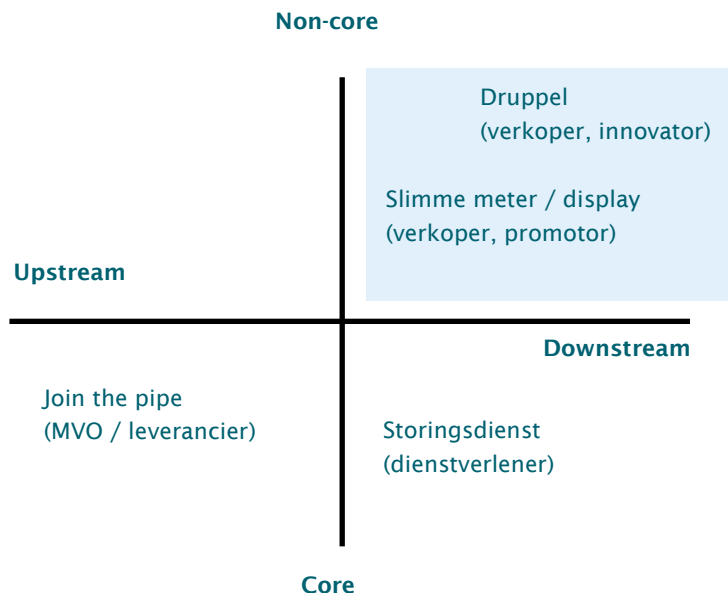 Non-core
Druppel
(verkoper, innovator)
Slimme meter / display
(verkoper, promotor)
Upstream
Downstream
Join the pipe
(MVO / leverancier)
Storingsdienst
(dienstverlener)
Core